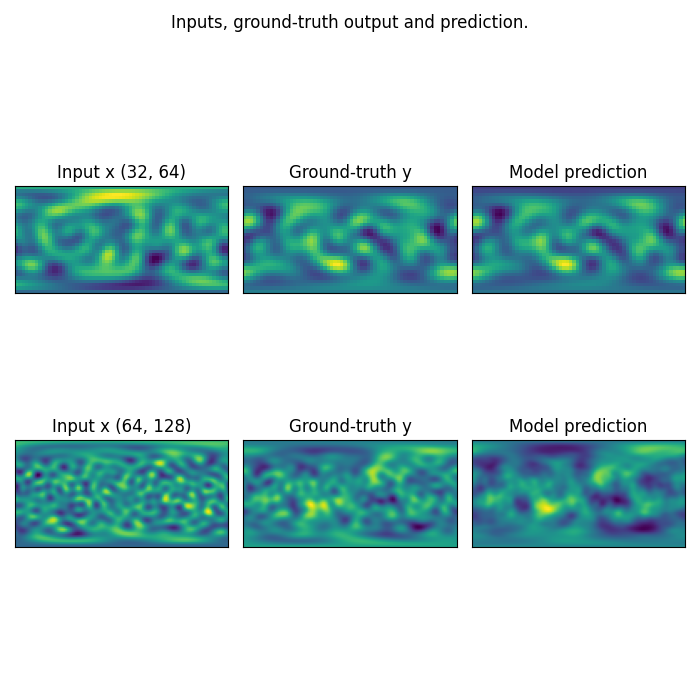 Inputs, ground-truth output and prediction.
Input x (32, 64)
Ground-truth y
Model prediction
Input x (64, 128)
Ground-truth y
Model prediction